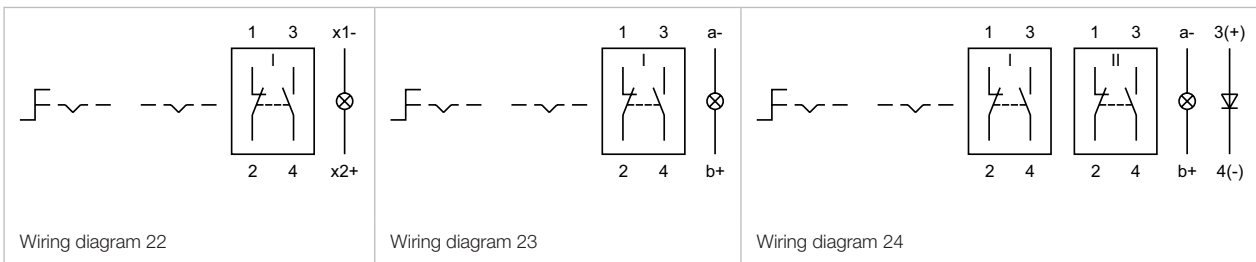 1 3 x1-
I
2 4 x2+
Wiring diagram 22
1 3 a-
I
2 4 b+
Wiring diagram 23
1 3 1 3 a- 3(+)
I II
2 4 2 4 b+ 4(-)
Wiring diagram 24